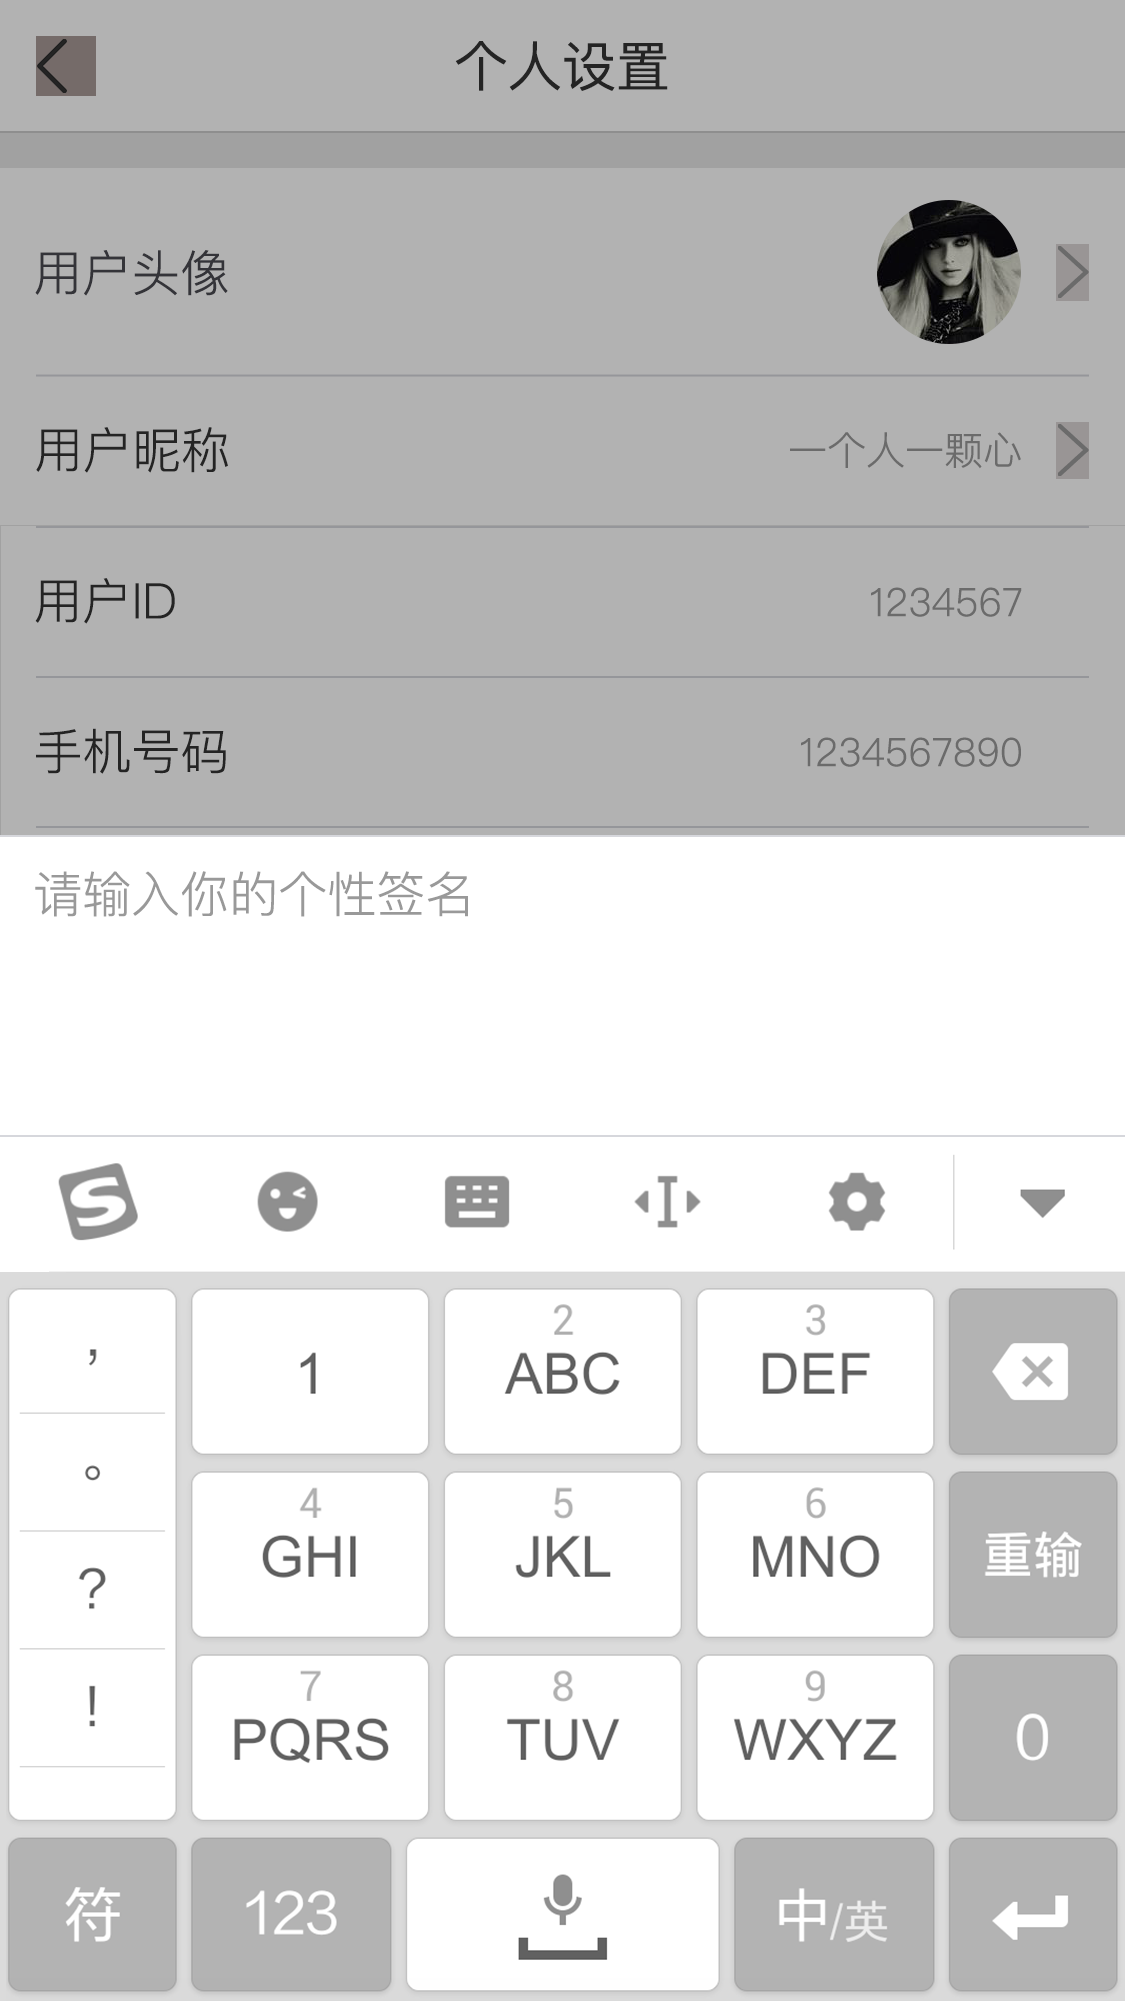 个人设置
用户头像
用户昵称 一个人一颗心
用户ID 1234567
手机号码 1234567890
请输入你的个性签名
, 1 2 ABC 3 DEF
。 4 GHI 5 JKL 6 MNO 重输
?
! 7 PQRS 8 TUV 9 WXYZ 0
符 123 中/英